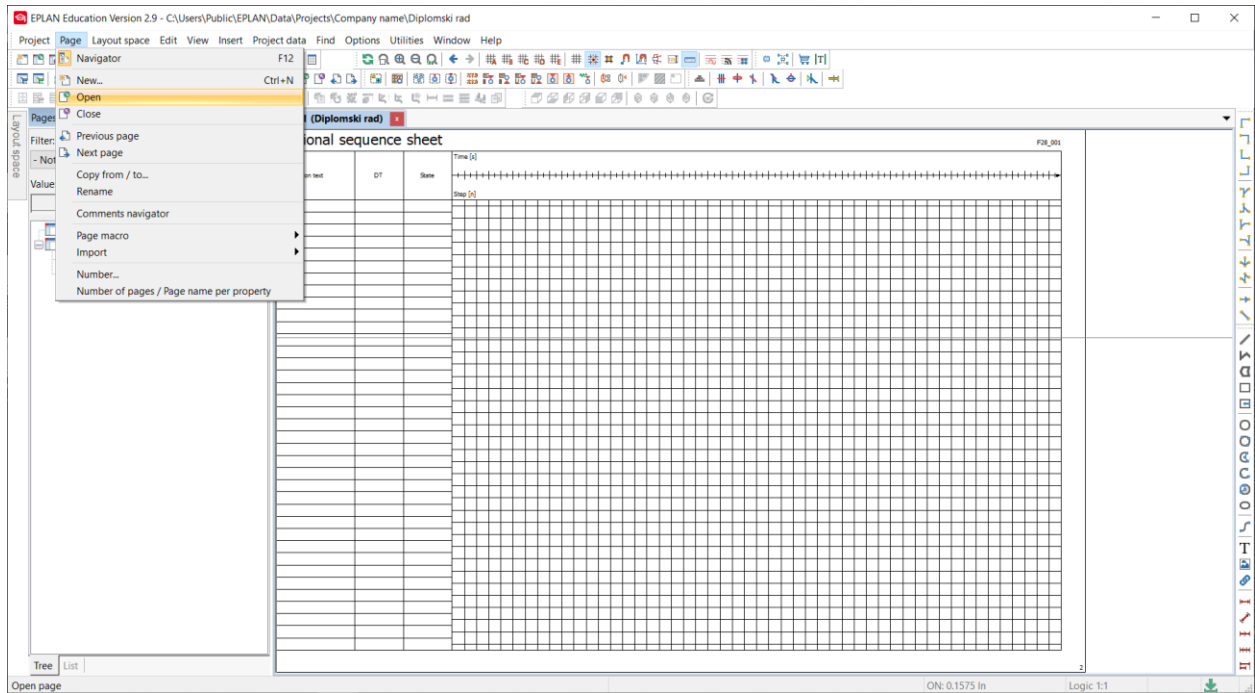 EPLAN Education Version 2.9 - C:\Users\Public\EPLAN\Data\Projects\Company name\Diplomski rad
Project Page Layout space Edit View Insert Project data Find Options Utilities Window Help
Navigator F12
New... Ctrl+N
Open
Close
Previous page
Next page
Copy from / to...
Rename
Comments navigator
Page macro
Import
Number...
Number of pages / Page name per property
Layout space
Pages
Filter:
- Not
Value
(Diplomski rad)
ional sequence sheet
F28_001
on text
DT
State
Time [s]
Step [n]
2
Tree List
Open page
ON: 0.1575 In
Logic 1:1